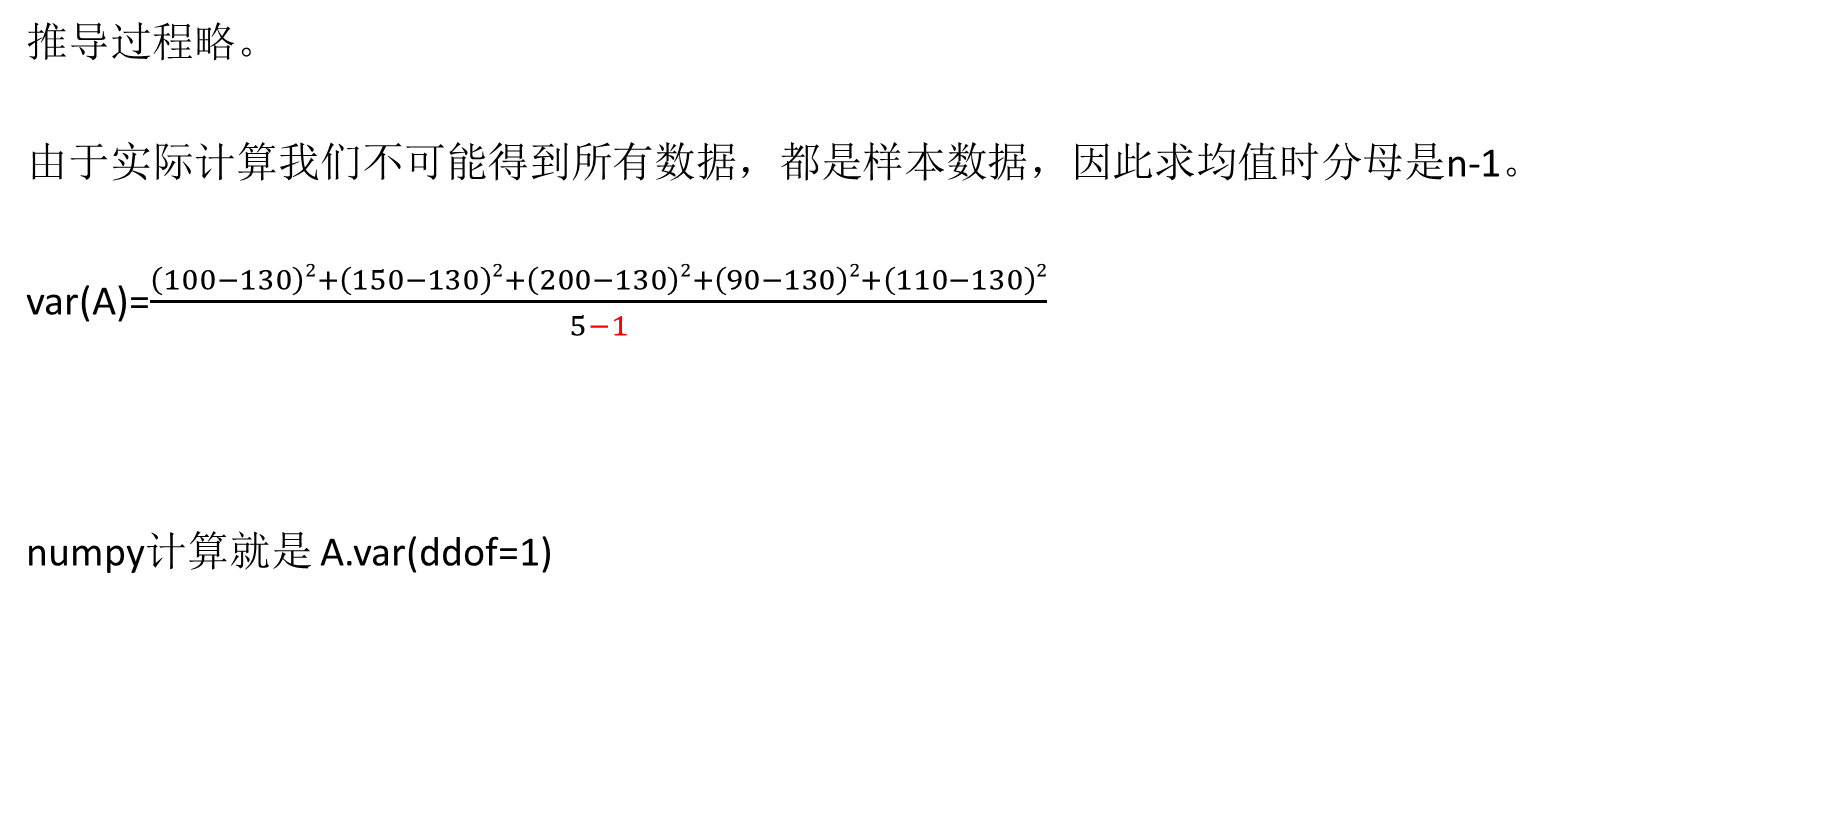 推导过程略。
由于实际计算我们不可能得到所有数据，都是样本数据，因此求均值时分母是n-1。
var(A)=\frac{(100−130)²+(150−130)²+(200−130)²+(90−130)²+(110−130)²}{5−1}
numpy计算就是 A.var(ddof=1)